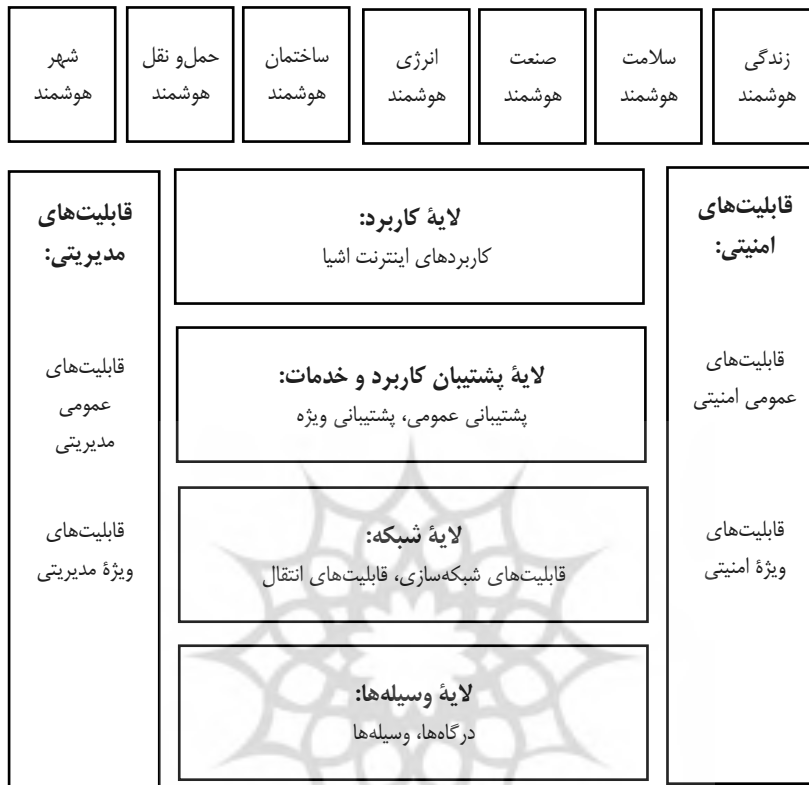 زندگی
هوشمند
سلامت
هوشمند
صنعت
هوشمند
انرژی
هوشمند
ساختمان
هوشمند
حمل‌و نقل
هوشمند
شهر
هوشمند
قابلیت‌های
امنیتی:
قابلیت‌های
عمومی امنیتی
قابلیت‌های
ویژهٔ امنیتی
لایهٔ کاربرد:
کاربردهای اینترنت اشیا
لایهٔ پشتیبان کاربرد و خدمات:
پشتیبانی عمومی، پشتیبانی ویژه
لایهٔ شبکه:
قابلیت‌های شبکه‌سازی، قابلیت‌های انتقال
لایهٔ وسیله‌ها:
درگاه‌ها، وسیله‌ها
قابلیت‌های
مدیریتی:
قابلیت‌های
عمومی
مدیریتی
قابلیت‌های
ویژهٔ مدیریتی